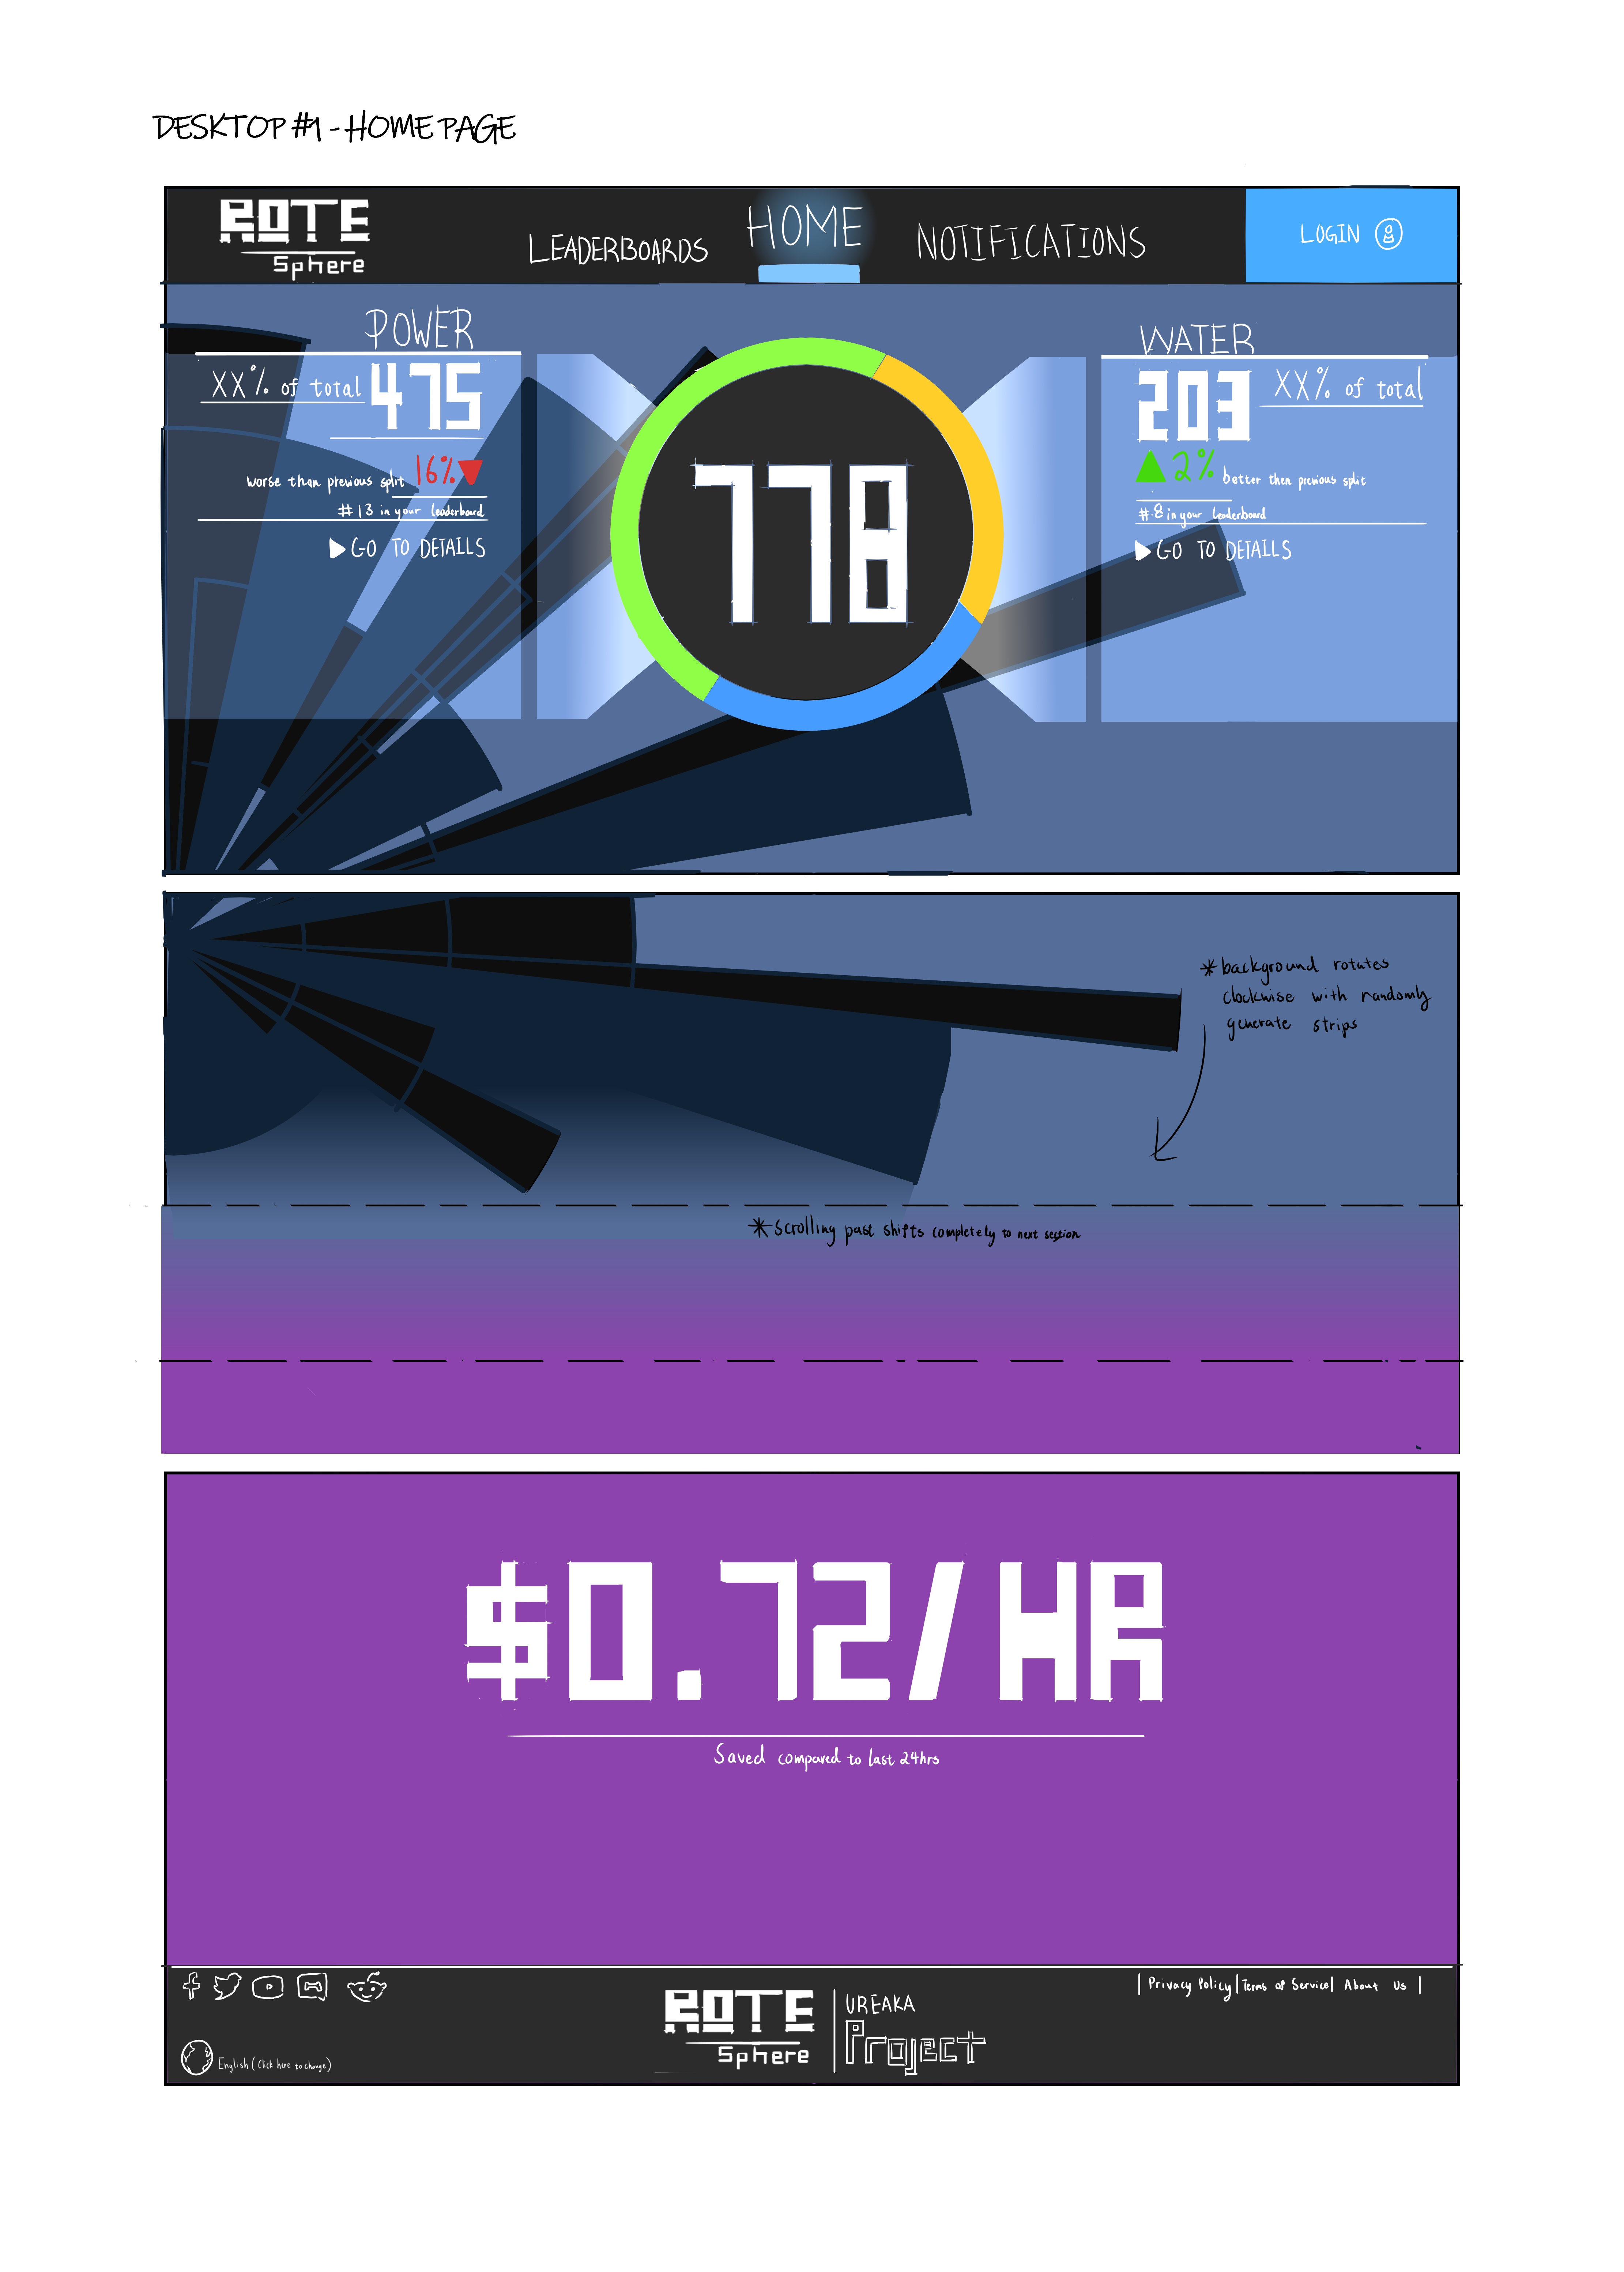 DESKTOP #1 - HOME PAGE
ROTE
Sphere
LEADERBOARDS
HOME
NOTIFICATIONS
LOGIN
POWER
XX% of total 475
worse than previous split 16%
#13 in your leaderboard
GO TO DETAILS
778
WATER
203 XX% of total
2% better then previous split
#8 in your leaderboard
GO TO DETAILS
*background rotates
clockwise with randomly
generate strips
*scrolling past shifts completely to next section
$0.72/HR
Saved compared to last 24hrs
| Privacy Policy | Terms of Service | About Us |
ROTE
Sphere
UREAKA
Project
English (Click here to change)